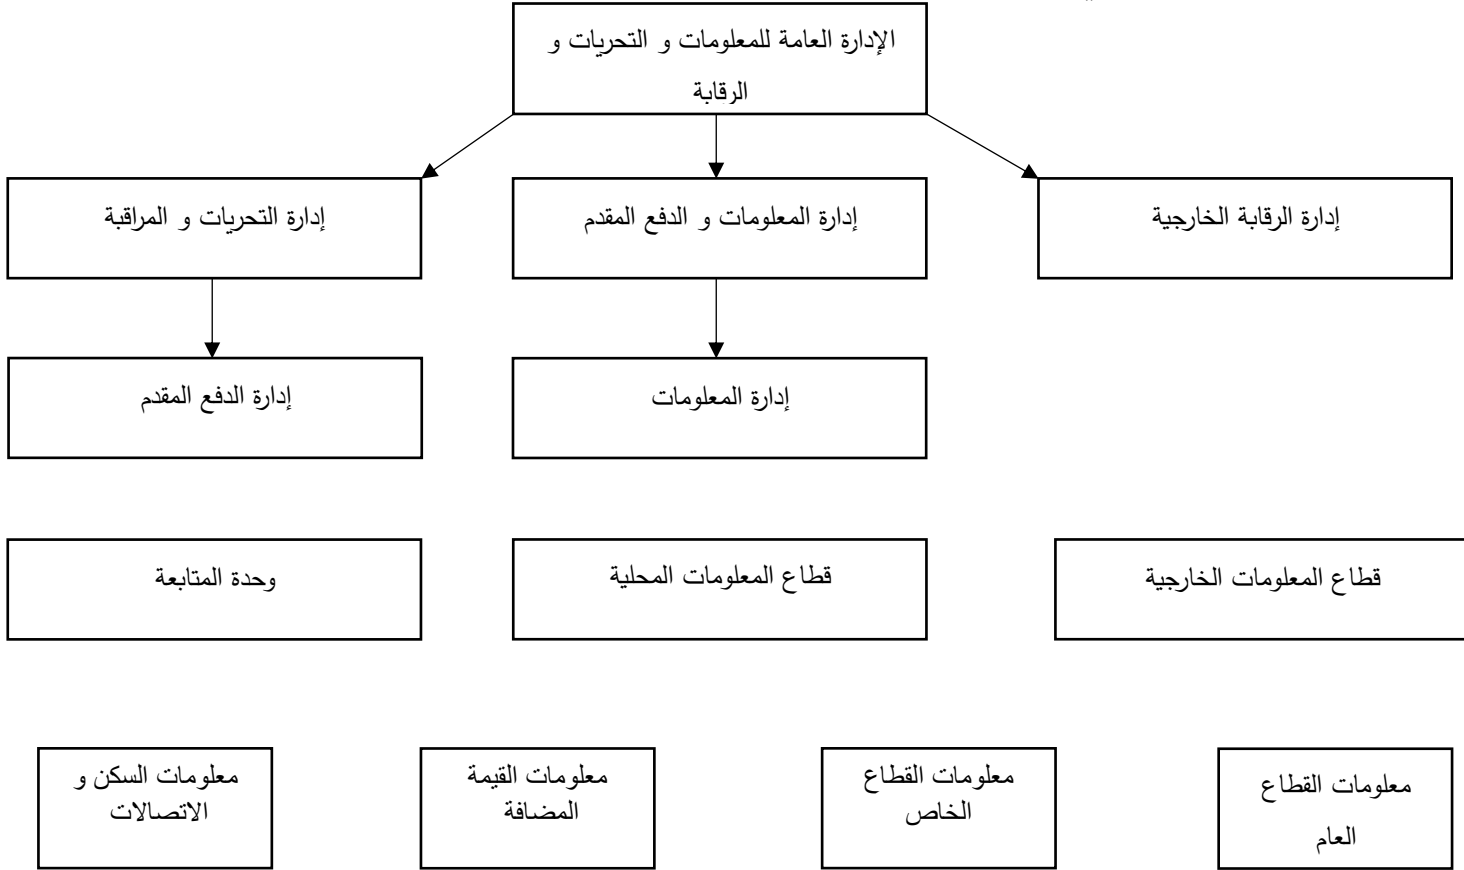 الإدارة العامة للمعلومات و التحريات و
الرقابة
إدارة الرقابة الخارجية
إدارة المعلومات و الدفع المقدم
إدارة التحريات و المراقبة
إدارة المعلومات
إدارة الدفع المقدم
قطاع المعلومات الخارجية
قطاع المعلومات المحلية
وحدة المتابعة
معلومات القطاع
العام
معلومات القطاع
الخاص
معلومات القيمة
المضافة
معلومات السكن و
الاتصالات